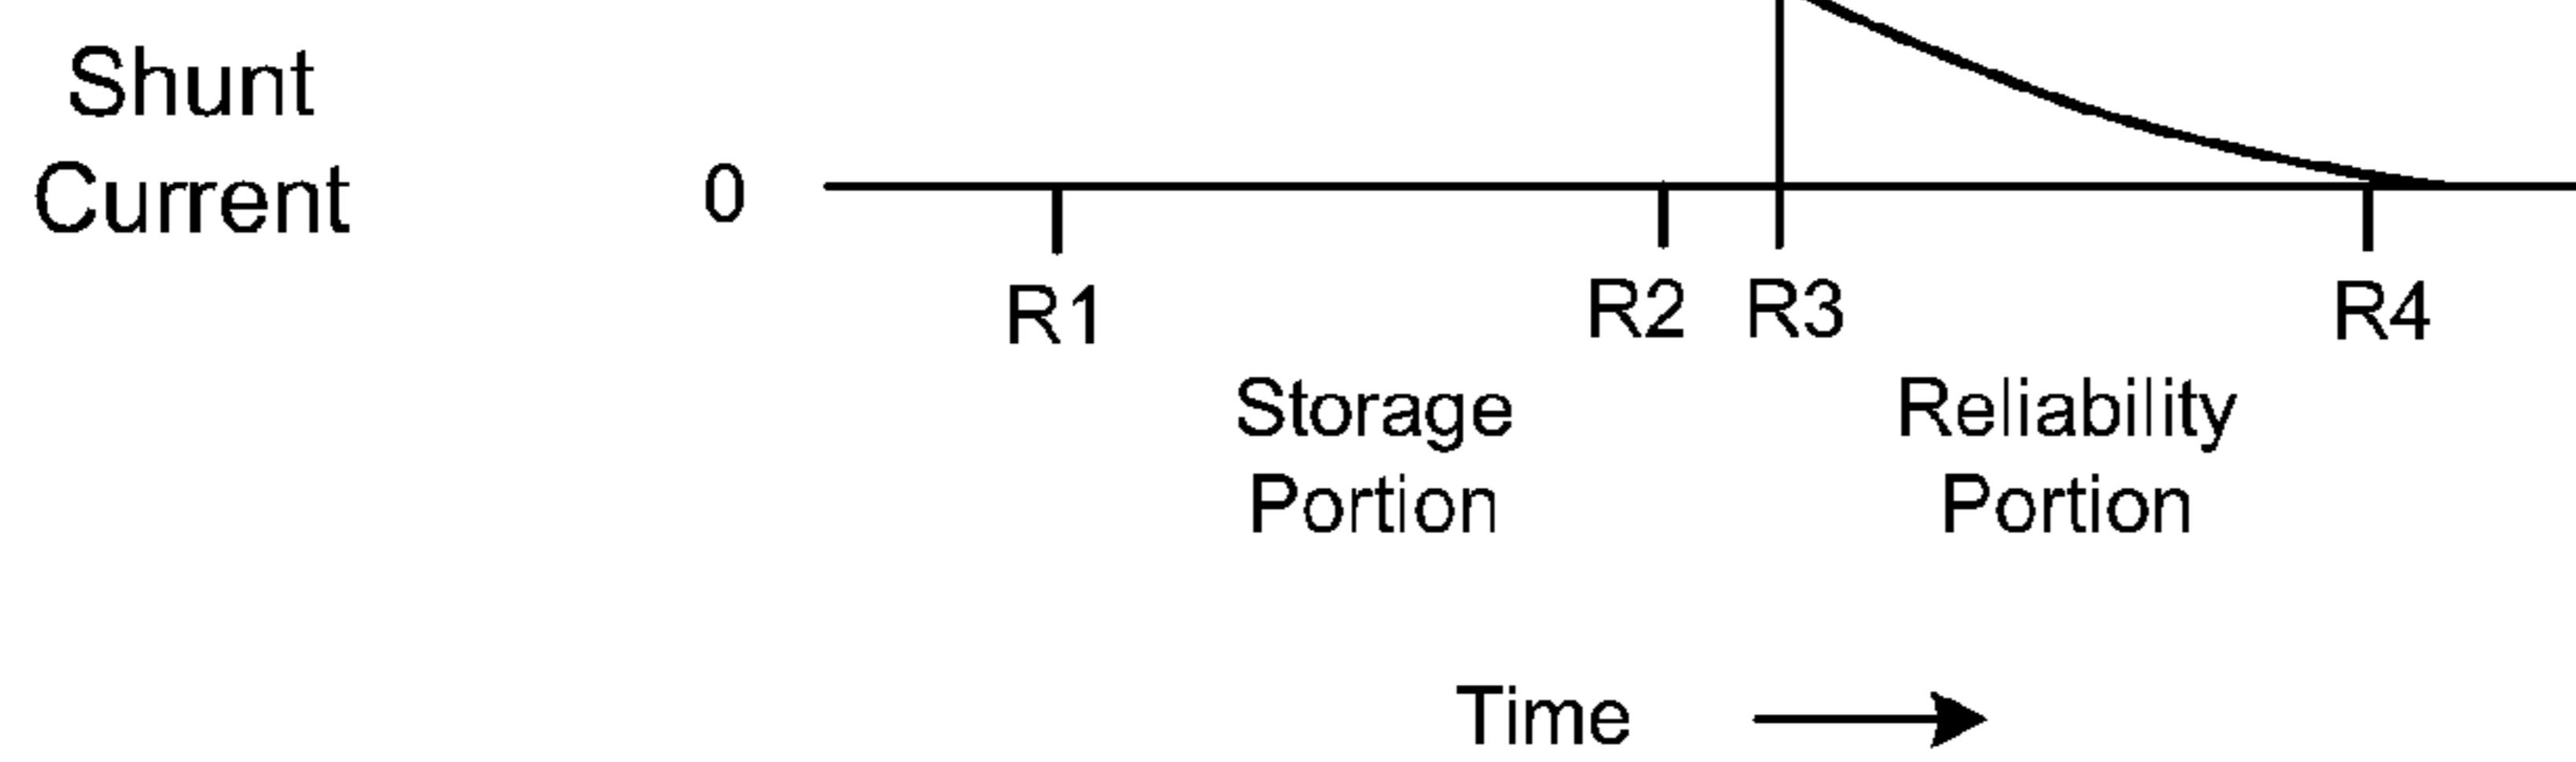 Shunt
Current
0
R1 R2 R3 R4
Storage Reliability
Portion Portion
Time